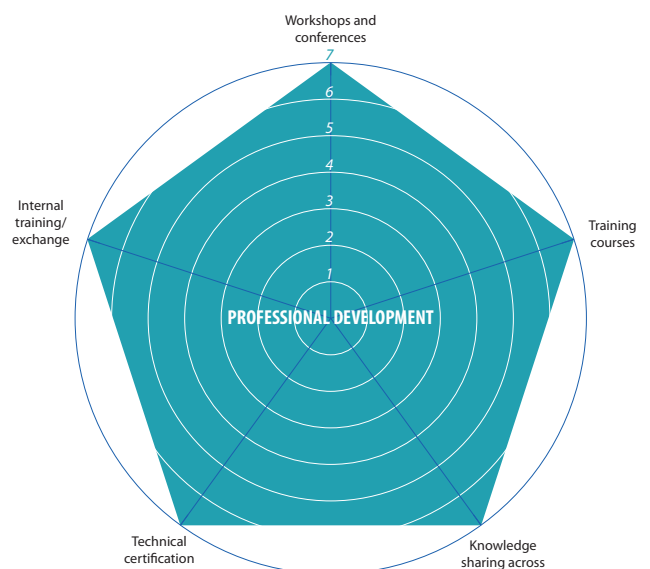 Workshops and
conferences
7
6
5
4
3
2
1
Internal
training/
exchange
Training
courses
PROFESSIONAL DEVELOPMENT
Technical
certification
Knowledge
sharing across